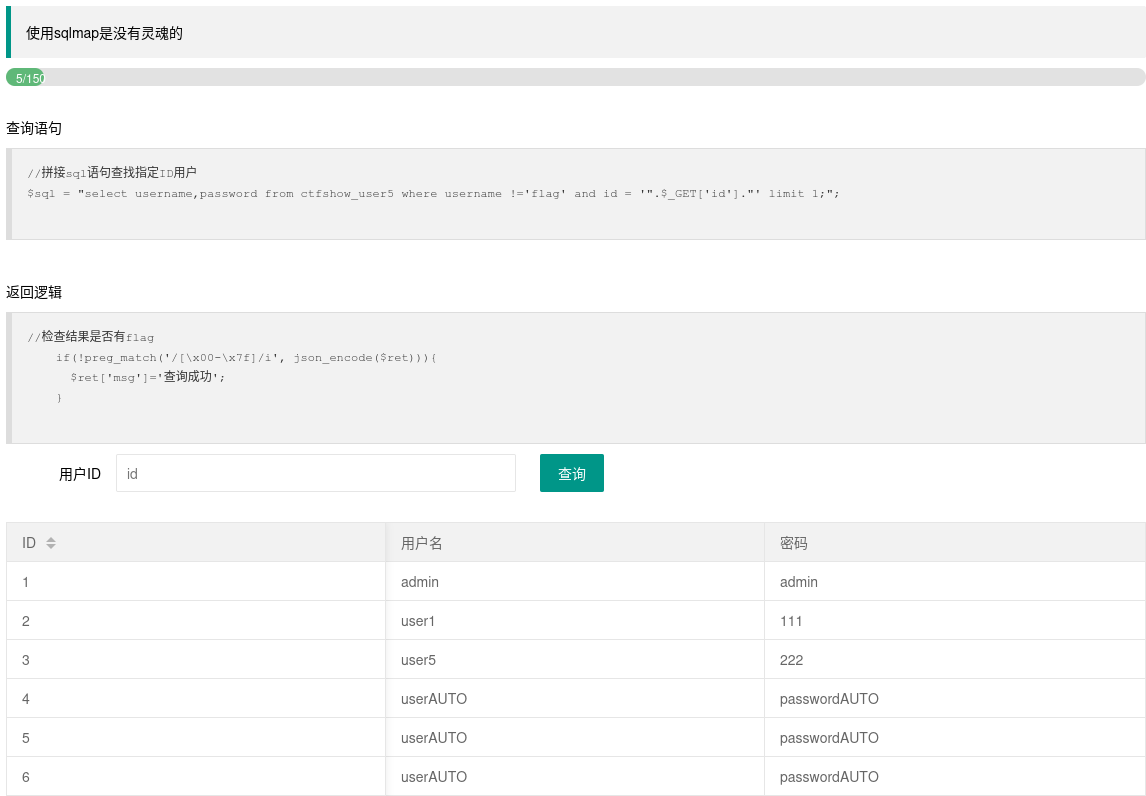 使用sqlmap是没有灵魂的
5/150
查询语句
//拼接sql语句查找指定ID用户
$sql = "select username,password from ctfshow_user5 where username !='flag' and id = '".$_GET['id']."' limit 1;";
返回逻辑
//检查结果是否有flag
if(!preg_match('/[\x00-\x7f]/i', json_encode($ret))){
$ret['msg']='查询成功';
}
用户ID id 查询
ID 用户名 密码
1 admin admin
2 user1 111
3 user5 222
4 userAUTO passwordAUTO
5 userAUTO passwordAUTO
6 userAUTO passwordAUTO